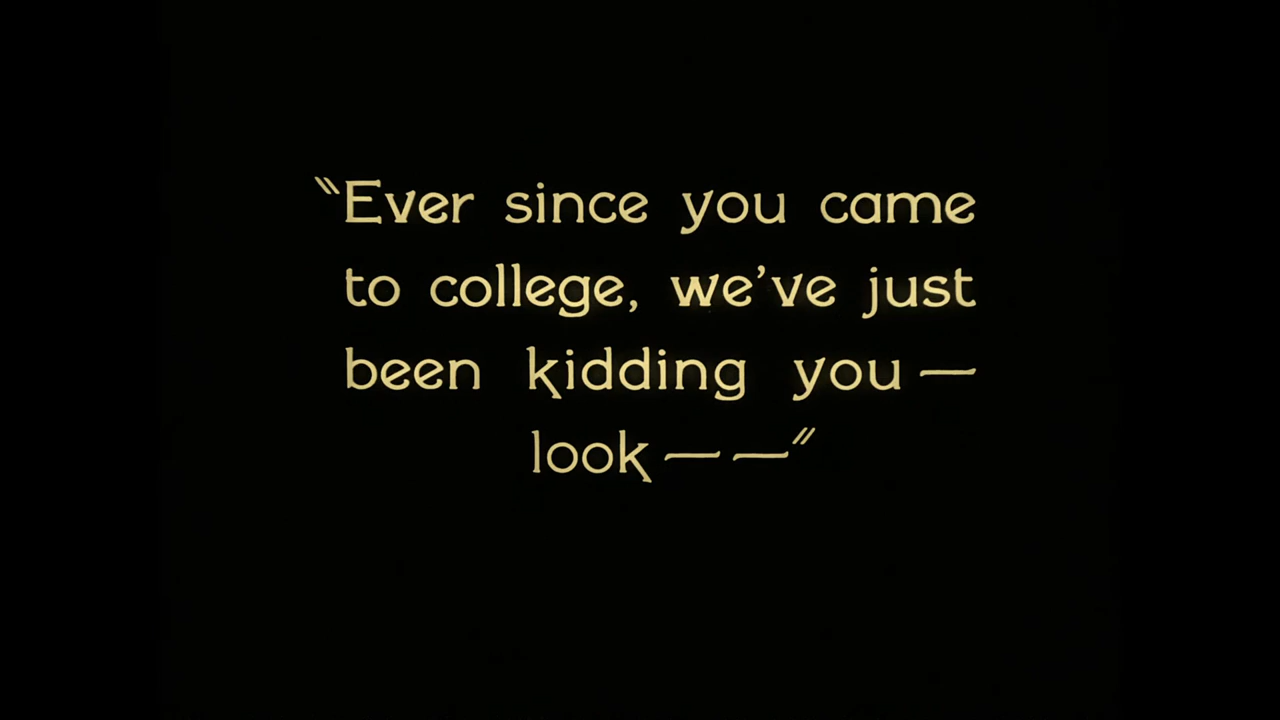 “Ever since you came
to college, we’ve just
been kidding you —
look — —”